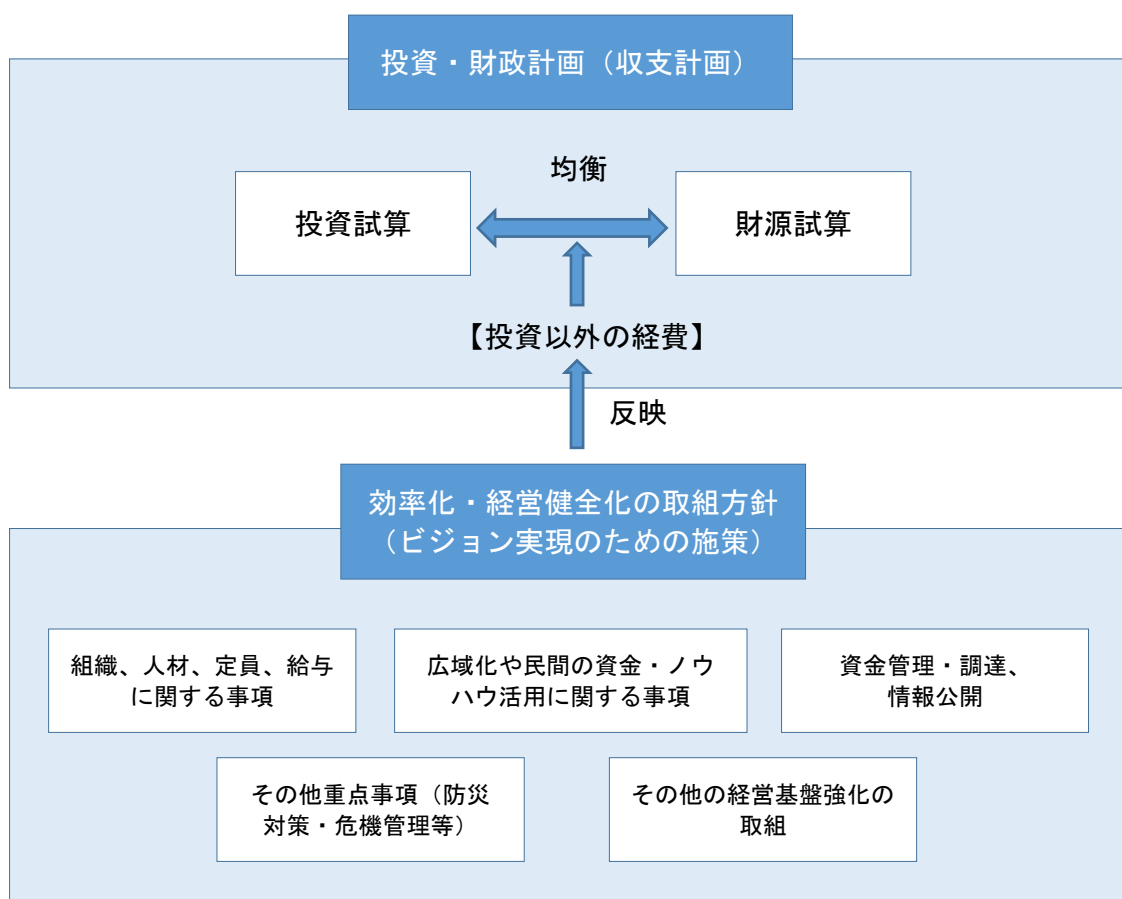 投資・財政計画（収支計画）
均衡
投資試算
財源試算
【投資以外の経費】
反映
効率化・経営健全化の取組方針
（ビジョン実現のための施策）
組織、人材、定員、給与
に関する事項
広域化や民間の資金・ノウ
ハウ活用に関する事項
資金管理・調達、
情報公開
その他重点事項（防災
対策・危機管理等）
その他の経営基盤強化の
取組